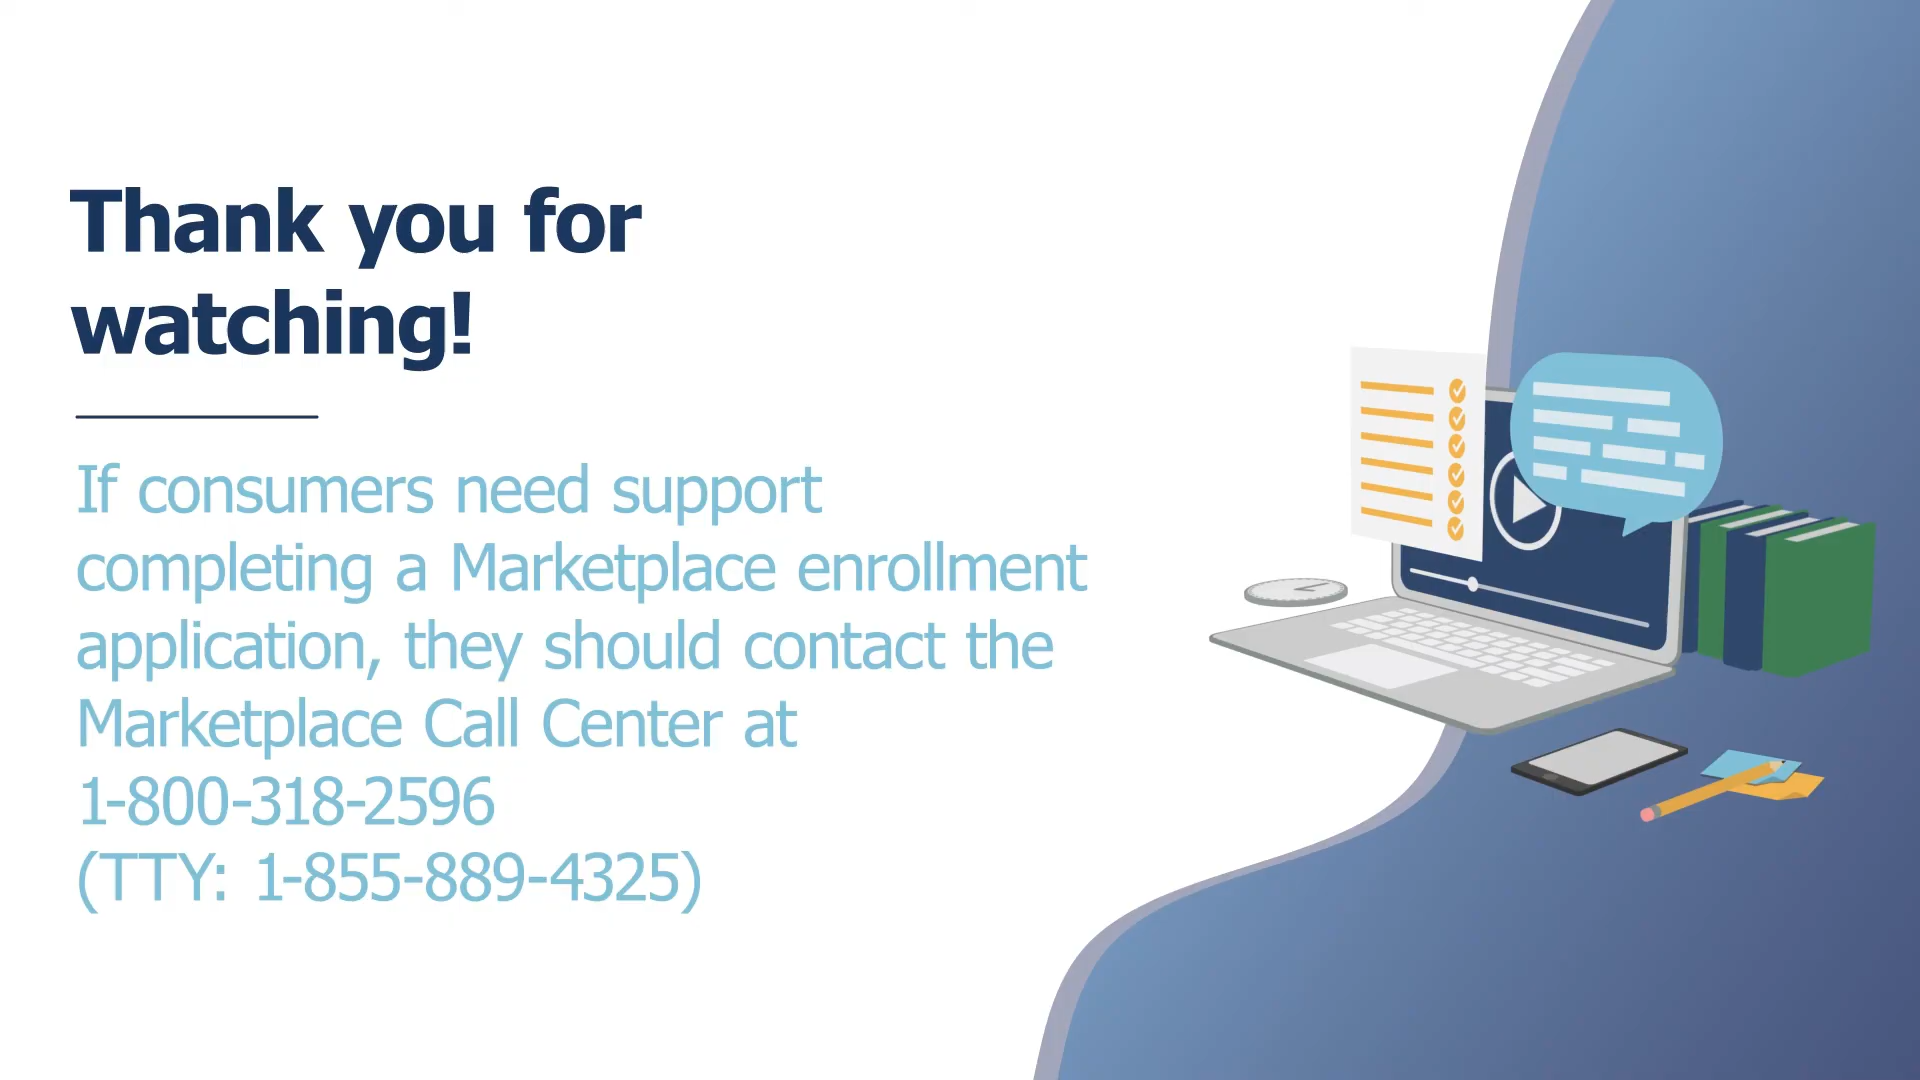 Thank you for
watching!
If consumers need support
completing a Marketplace enrollment
application, they should contact the
Marketplace Call Center at
1-800-318-2596
(TTY: 1-855-889-4325)